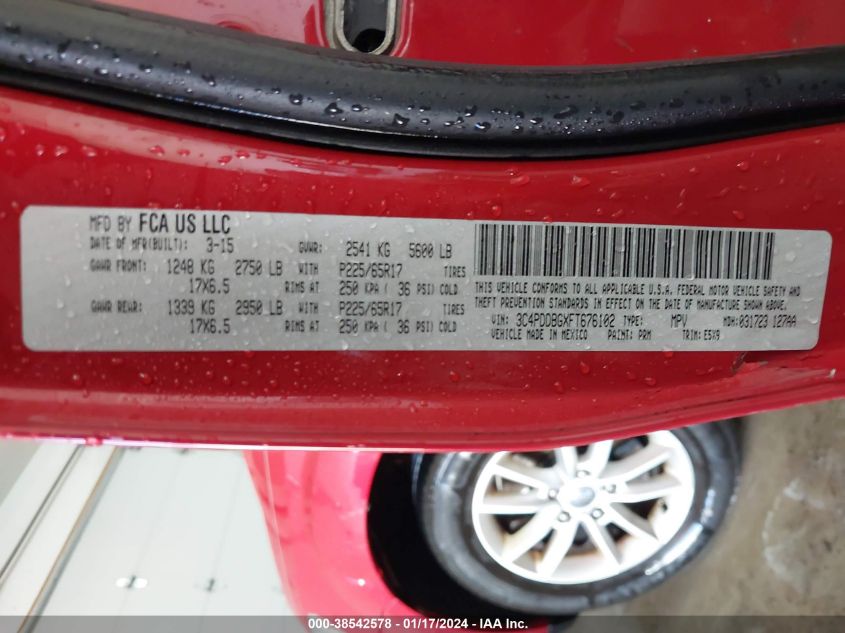 MFD BY FCA US LLC
DATE OF MFR(BUILT): 3-15 GVWR: 2541 KG 5600 LB
GAWR FRONT: 1248 KG 2750 LB WITH P225/65R17 TIRES
17X6.5 RIMS AT 250 KPA ( 36 PSI) COLD
GAWR REAR: 1339 KG 2950 LB WITH P225/65R17 TIRES
17X6.5 RIMS AT 250 KPA ( 36 PSI) COLD
THIS VEHICLE CONFORMS TO ALL APPLICABLE U.S.A. FEDERAL MOTOR VEHICLE SAFETY AND
THEFT PREVENTION STANDARDS IN EFFECT ON THE DATE OF MANUFACTURE SHOWN ABOVE.
VIN: 3C4PDDBGXFT676102 TYPE: MPV MDH:031723 127AA
VEHICLE MADE IN MEXICO PAINT: PRM TRIM: E5X9
000-38542578 - 01/17/2024 - IAA Inc.